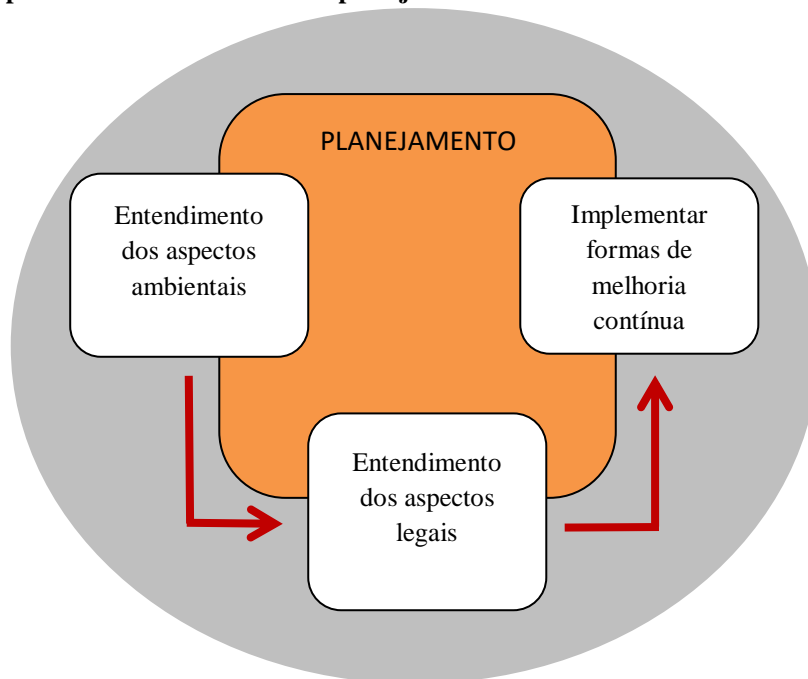 PLANEJAMENTO
Entendimento
dos aspectos
ambientais
Implementar
formas de
melhoria
contínua
Entendimento
dos aspectos
legais